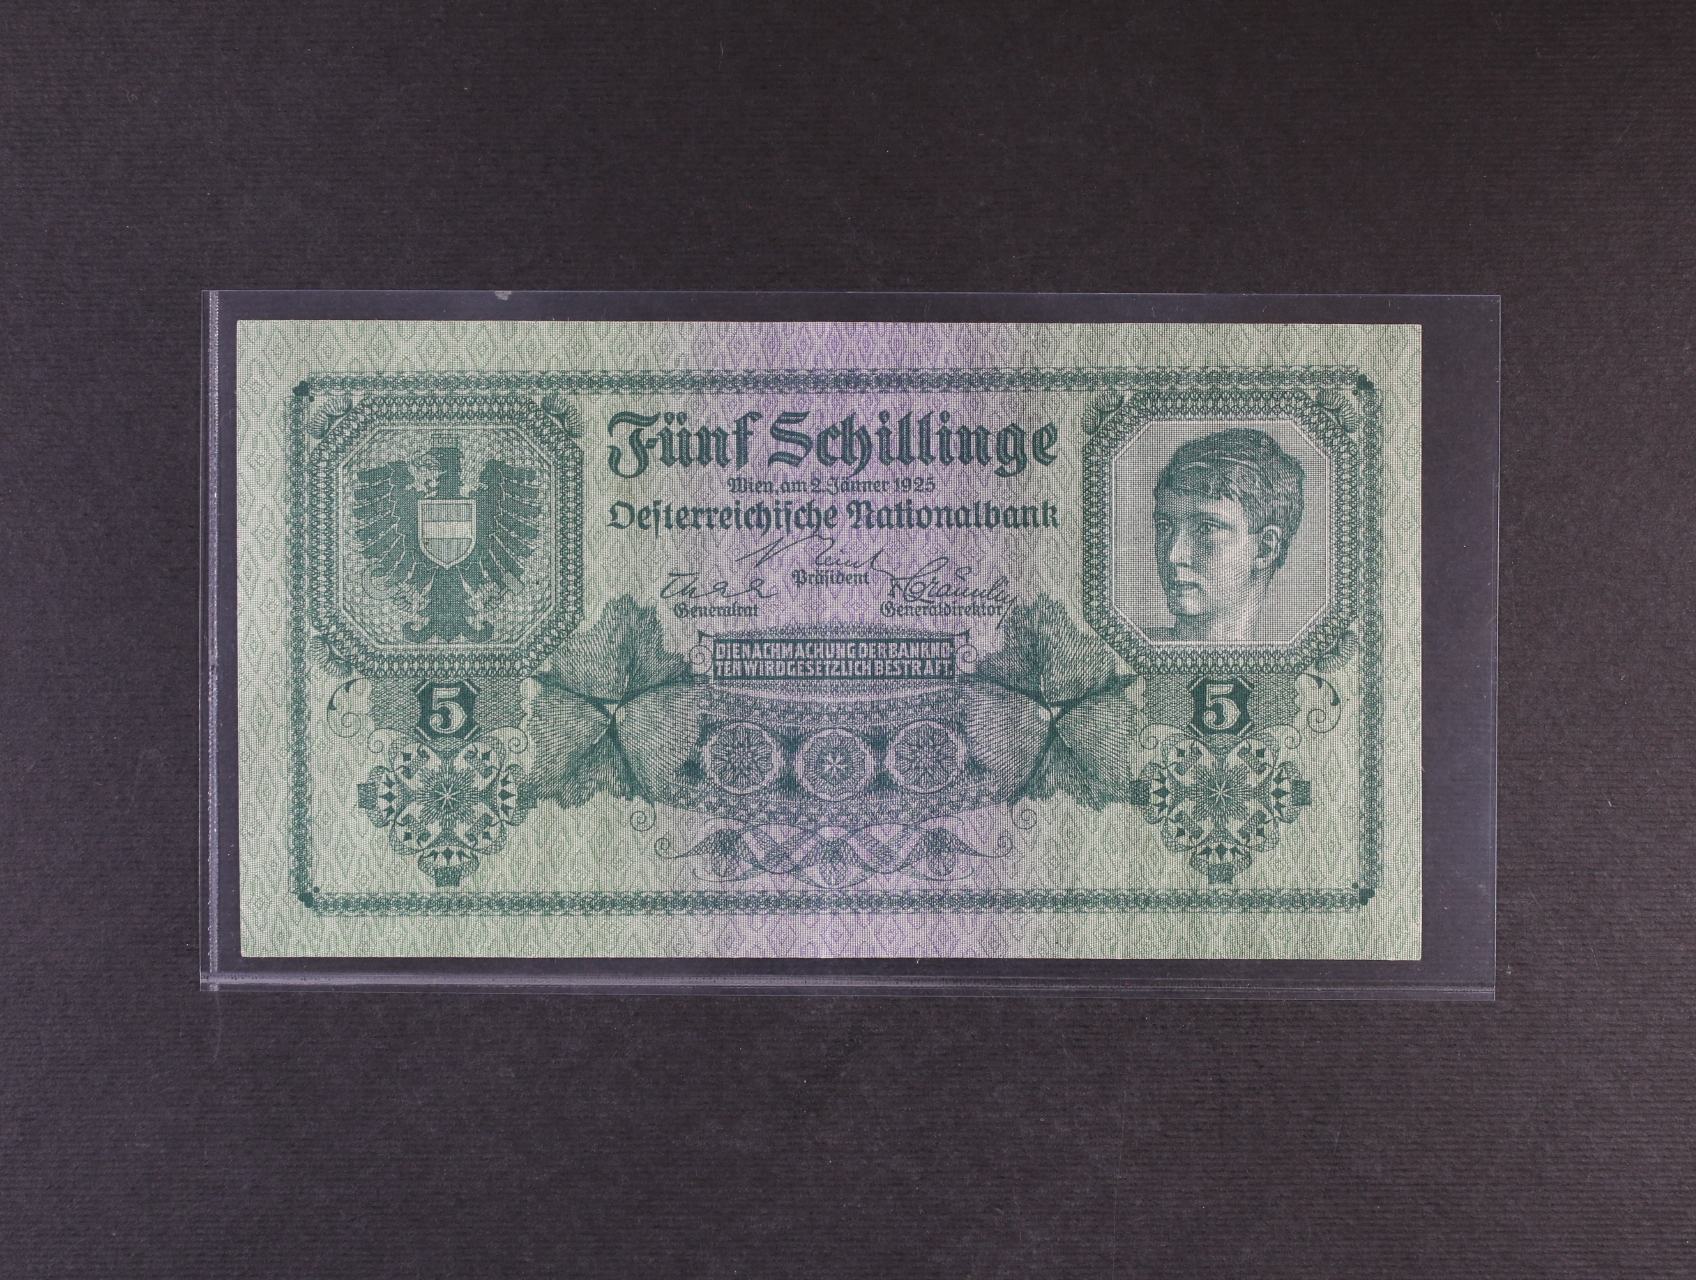 Fünf Schillinge
Wien, am 2. Jänner 1925
Oesterreichische Nationalbank
Präsident
Generalrat
Generaldirektor
DIE NACHMACHUNG DER BANKNO-
TEN WIRD GESETZLICH BESTRAFT
5
5